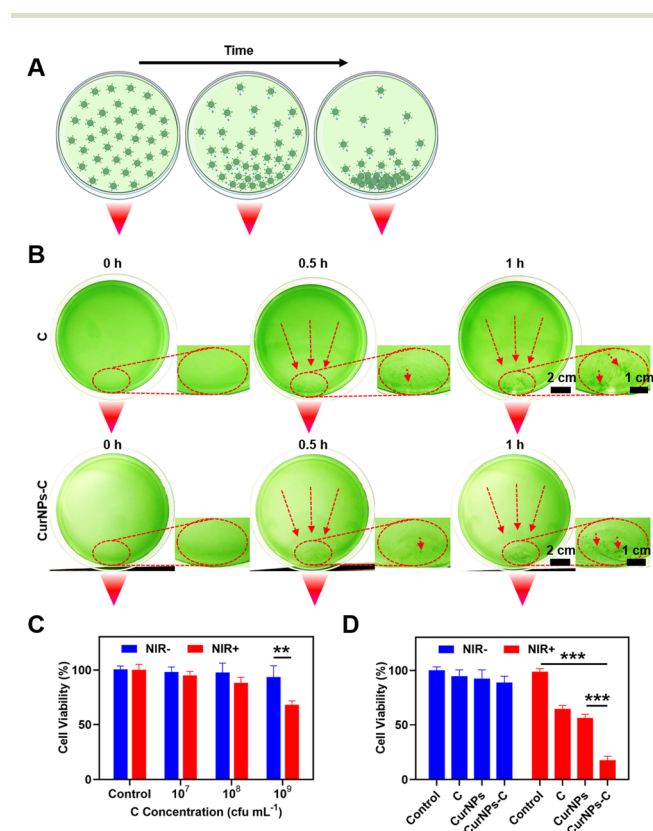 Time
A
B
0 h
0.5 h
1 h
C
2 cm
1 cm
0 h
0.5 h
1 h
CurNPs-C
2 cm
1 cm
C
NIR-
NIR+
**
Cell Viability (%)
100
50
0
Control
10⁷
10⁸
10⁹
C Concentration (cfu mL⁻¹)
D
NIR-
NIR+
***
***
Cell Viability (%)
100
50
0
Control
C
CurNPs
CurNPs-C
Control
C
CurNPs
CurNPs-C